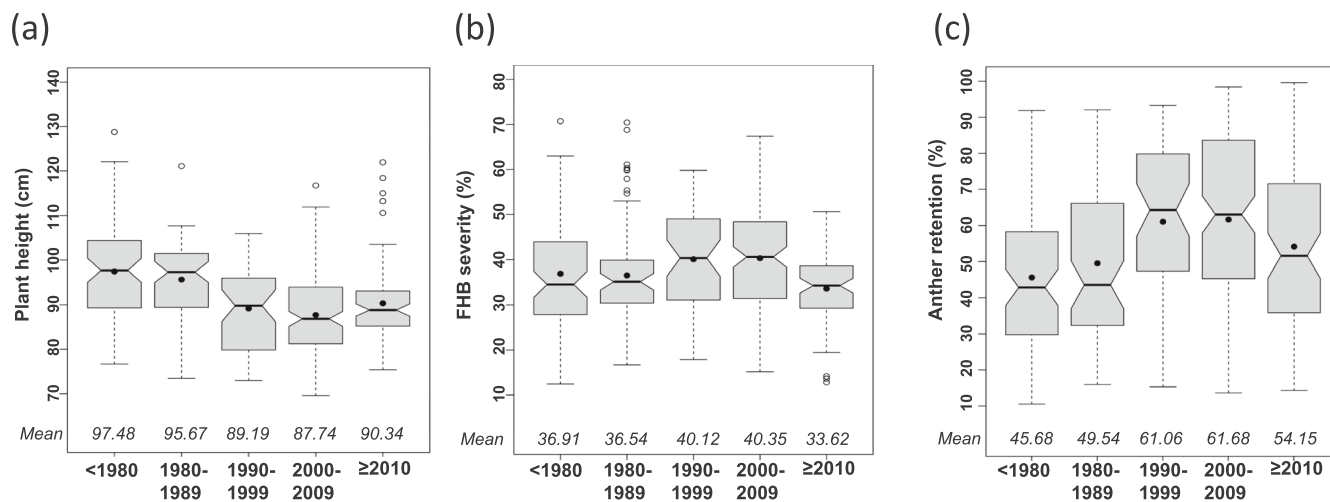 (a)
(b)
(c)
Plant height (cm)
140
130
120
110
100
90
80
70
Mean 97.48 95.67 89.19 87.74 90.34
<1980 1980- 1990- 2000- ≥2010
1989 1999 2009
FHB severity (%)
80
70
60
50
40
30
20
10
Mean 36.91 36.54 40.12 40.35 33.62
<1980 1980- 1990- 2000- ≥2010
1989 1999 2009
Anther retention (%)
100
90
80
70
60
50
40
30
20
10
Mean 45.68 49.54 61.06 61.68 54.15
<1980 1980- 1990- 2000- ≥2010
1989 1999 2009